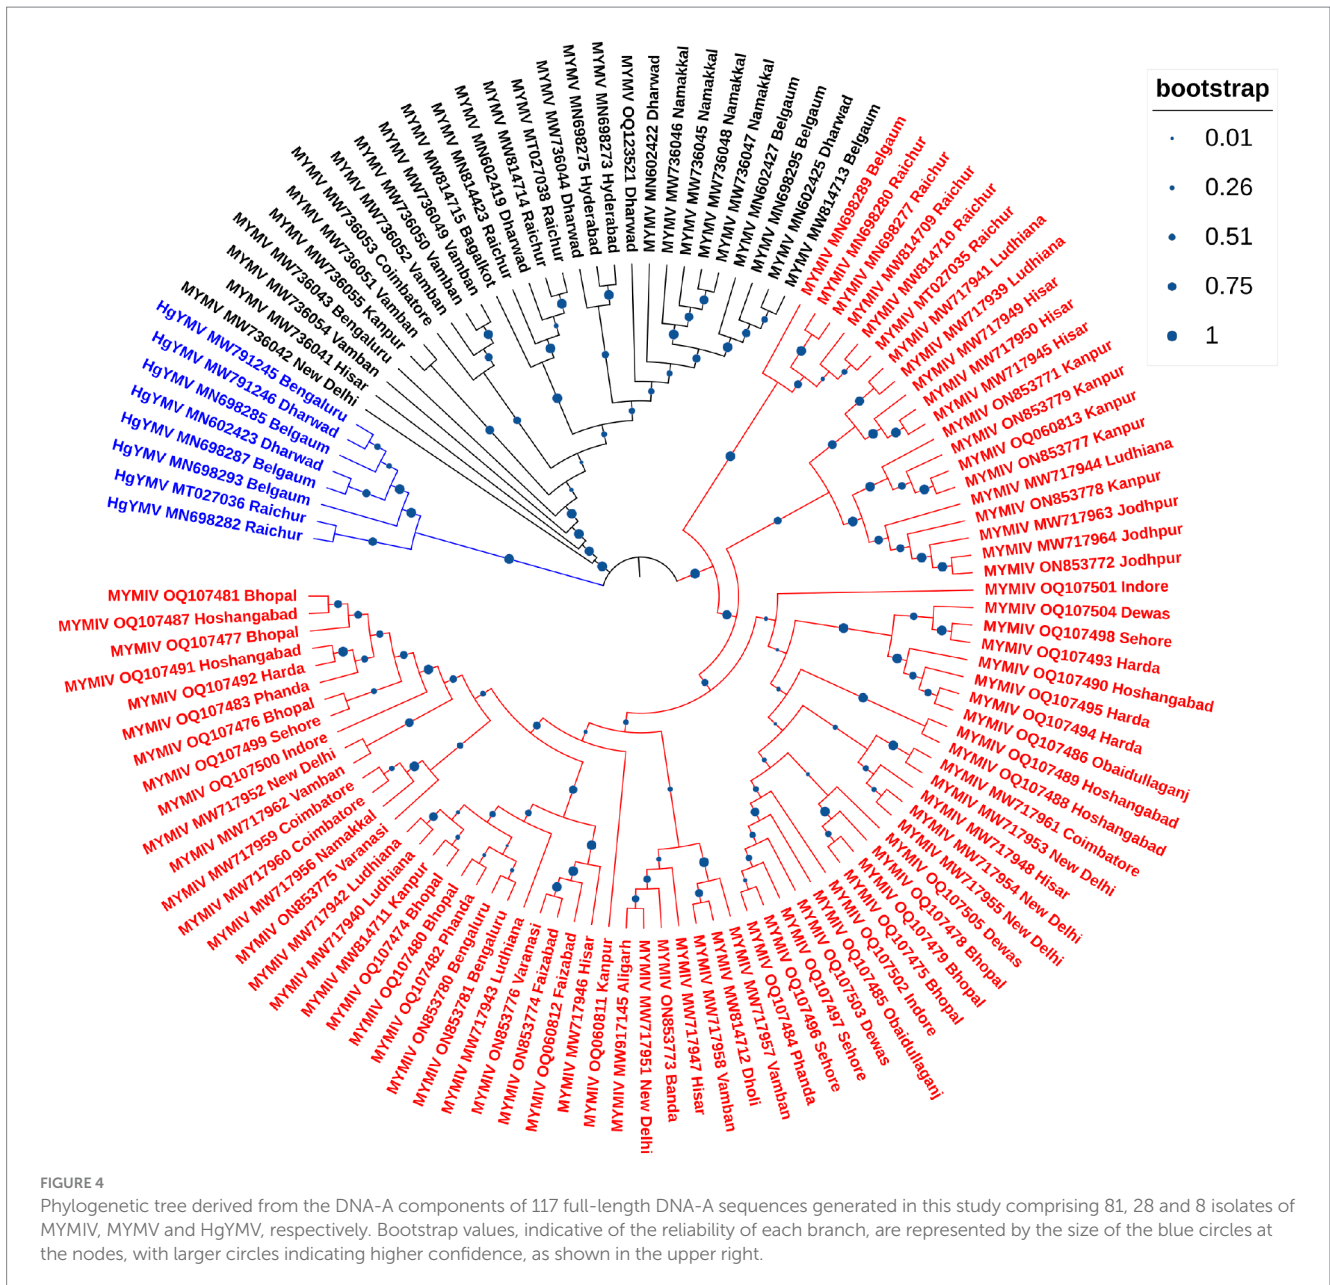 bootstrap
0.01
0.26
0.51
0.75
1
HgYMV MN698282 Raichur
HgYMV MT027036 Raichur
HgYMV MN698293 Belgaum
HgYMV MN698287 Belgaum
HgYMV MN602423 Dharwad
HgYMV MN698285 Belgaum
HgYMV MW791246 Dharwad
HgYMV MW791245 Bengaluru
MYMV MW736042 New Delhi
MYMV MW736041 Hisar
MYMV MW736054 Vamban
MYMV MW736043 Bengaluru
MYMV MW736055 Kanpur
MYMV MW736051 Vamban
MYMV MW736053 Coimbatore
MYMV MW736052 Vamban
MYMV MW736050 Vamban
MYMV MW736049 Vamban
MYMV MW814715 Bagalkot
MYMV MN814423 Raichur
MYMV MN602419 Dharwad
MYMV MW814714 Raichur
MYMV MT027038 Raichur
MYMV MW736044 Dharwad
MYMV MN698275 Hyderabad
MYMV MN698273 Hyderabad
MYMV OQ123521 Dharwad
MYMV MN602422 Dharwad
MYMV MW736046 Namakkal
MYMV MW736045 Namakkal
MYMV MW736048 Namakkal
MYMV MW736047 Namakkal
MYMV MN602427 Belgaum
MYMV MN698295 Belgaum
MYMV MN602425 Dharwad
MYMV MW814713 Belgaum
MYMIV MN698289 Belgaum
MYMIV MN698280 Raichur
MYMIV MN698277 Raichur
MYMIV MW814709 Raichur
MYMIV MW814710 Raichur
MYMIV MT027035 Raichur
MYMIV MW717941 Ludhiana
MYMIV MW717939 Ludhiana
MYMIV MW717949 Hisar
MYMIV MW717950 Hisar
MYMIV MW717945 Hisar
MYMIV ON853771 Kanpur
MYMIV ON853779 Kanpur
MYMIV OQ060813 Kanpur
MYMIV ON853777 Kanpur
MYMIV MW717944 Ludhiana
MYMIV ON853778 Kanpur
MYMIV MW717963 Jodhpur
MYMIV MW717964 Jodhpur
MYMIV ON853772 Jodhpur
MYMIV OQ107501 Indore
MYMIV OQ107504 Dewas
MYMIV OQ107498 Sehore
MYMIV OQ107493 Harda
MYMIV OQ107490 Hoshangabad
MYMIV OQ107495 Harda
MYMIV OQ107494 Harda
MYMIV OQ107486 Obaidullaganj
MYMIV OQ107489 Hoshangabad
MYMIV OQ107488 Hoshangabad
MYMIV MW717961 Coimbatore
MYMIV MW717953 New Delhi
MYMIV MW717948 Hisar
MYMIV MW717954 New Delhi
MYMIV MW717955 New Delhi
MYMIV OQ107505 Dewas
MYMIV OQ107478 Bhopal
MYMIV OQ107479 Bhopal
MYMIV OQ107475 Bhopal
MYMIV OQ107502 Indore
MYMIV OQ107485 Obaidullaganj
MYMIV OQ107503 Dewas
MYMIV OQ107497 Sehore
MYMIV OQ107496 Sehore
MYMIV OQ107484 Phanda
MYMIV MW717957 Vamban
MYMIV MW814712 Dholi
MYMIV MW717958 Vamban
MYMIV MW717947 Hisar
MYMIV ON853773 Banda
MYMIV MW717951 New Delhi
MYMIV MW917145 Aligarh
MYMIV OQ060811 Kanpur
MYMIV MW717946 Hisar
MYMIV OQ060812 Faizabad
MYMIV ON853774 Faizabad
MYMIV ON853776 Varanasi
MYMIV MW717943 Ludhiana
MYMIV ON853781 Bengaluru
MYMIV ON853780 Bengaluru
MYMIV OQ107482 Phanda
MYMIV OQ107480 Bhopal
MYMIV OQ107474 Bhopal
MYMIV MW814711 Kanpur
MYMIV MW717940 Ludhiana
MYMIV MW717942 Ludhiana
MYMIV ON853775 Varanasi
MYMIV MW717956 Namakkal
MYMIV MW717960 Coimbatore
MYMIV MW717959 Coimbatore
MYMIV MW717962 Vamban
MYMIV MW717952 New Delhi
MYMIV OQ107500 Indore
MYMIV OQ107499 Sehore
MYMIV OQ107476 Bhopal
MYMIV OQ107483 Phanda
MYMIV OQ107492 Harda
MYMIV OQ107491 Hoshangabad
MYMIV OQ107477 Bhopal
MYMIV OQ107487 Hoshangabad
MYMIV OQ107481 Bhopal
FIGURE 4
Phylogenetic tree derived from the DNA-A components of 117 full-length DNA-A sequences generated in this study comprising 81, 28 and 8 isolates of
MYMIV, MYMV and HgYMV, respectively. Bootstrap values, indicative of the reliability of each branch, are represented by the size of the blue circles at
the nodes, with larger circles indicating higher confidence, as shown in the upper right.